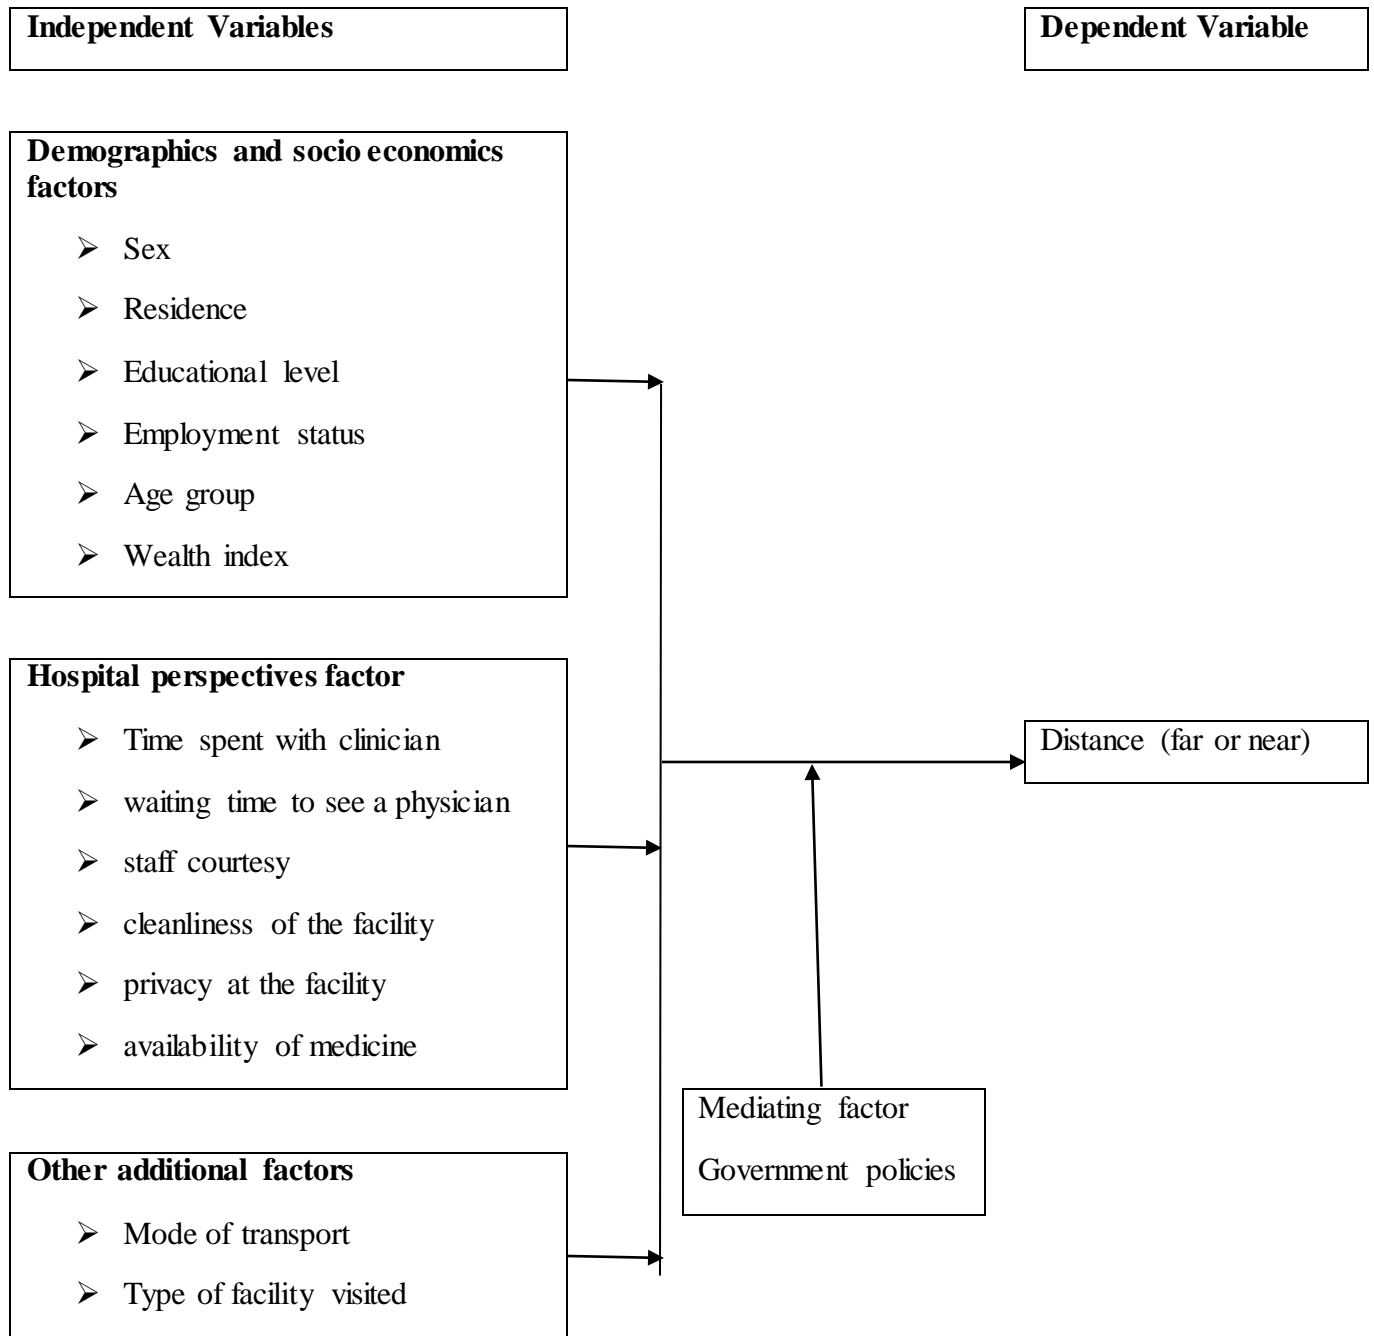 Independent Variables
Dependent Variable
Demographics and socio economics
factors
➢ Sex
➢ Residence
➢ Educational level
➢ Employment status
➢ Age group
➢ Wealth index
Hospital perspectives factor
➢ Time spent with clinician
➢ waiting time to see a physician
➢ staff courtesy
➢ cleanliness of the facility
➢ privacy at the facility
➢ availability of medicine
Distance (far or near)
Mediating factor
Government policies
Other additional factors
➢ Mode of transport
➢ Type of facility visited